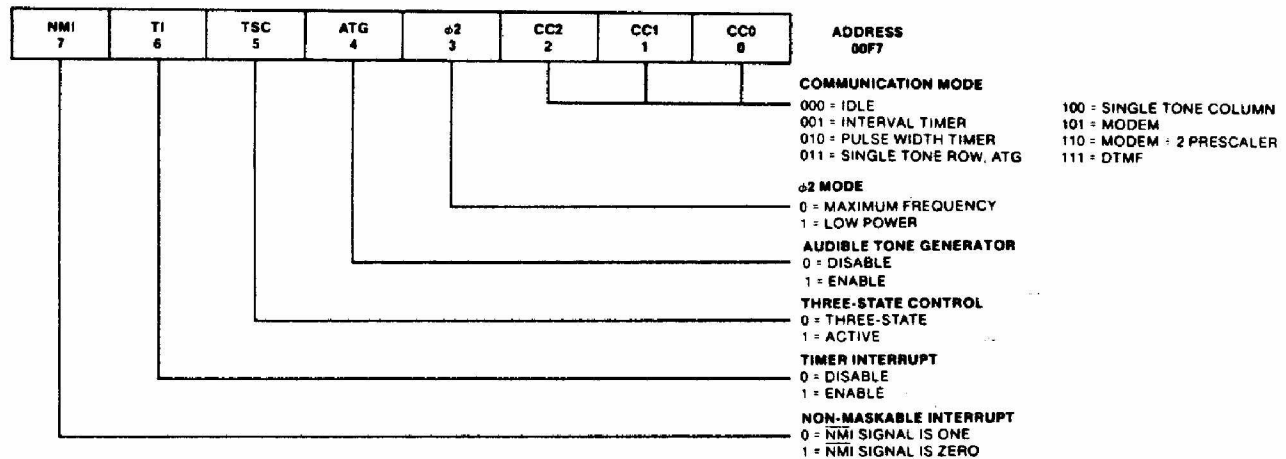 NMI TI TSC ATG ϕ2 CC2 CC1 CC0 ADDRESS
7 6 5 4 3 2 1 0 00F7
COMMUNICATION MODE
000 = IDLE 100 = SINGLE TONE COLUMN
001 = INTERVAL TIMER 101 = MODEM
010 = PULSE WIDTH TIMER 110 = MODEM ÷ 2 PRESCALER
011 = SINGLE TONE ROW, ATG 111 = DTMF
ϕ2 MODE
0 = MAXIMUM FREQUENCY
1 = LOW POWER
AUDIBLE TONE GENERATOR
0 = DISABLE
1 = ENABLE
THREE-STATE CONTROL
0 = THREE-STATE
1 = ACTIVE
TIMER INTERRUPT
0 = DISABLE
1 = ENABLE
NON-MASKABLE INTERRUPT
0 = N̅M̅I̅ SIGNAL IS ONE
1 = N̅M̅I̅ SIGNAL IS ZERO